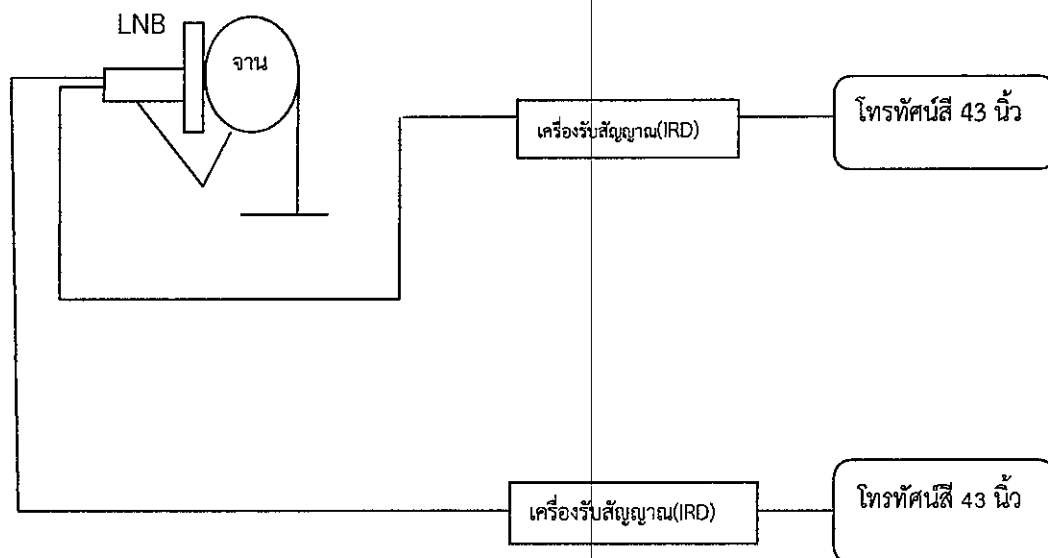 LNB
จาน
เครื่องรับสัญญาณ(IRD)
โทรทัศน์สี 43 นิ้ว
เครื่องรับสัญญาณ(IRD)
โทรทัศน์สี 43 นิ้ว